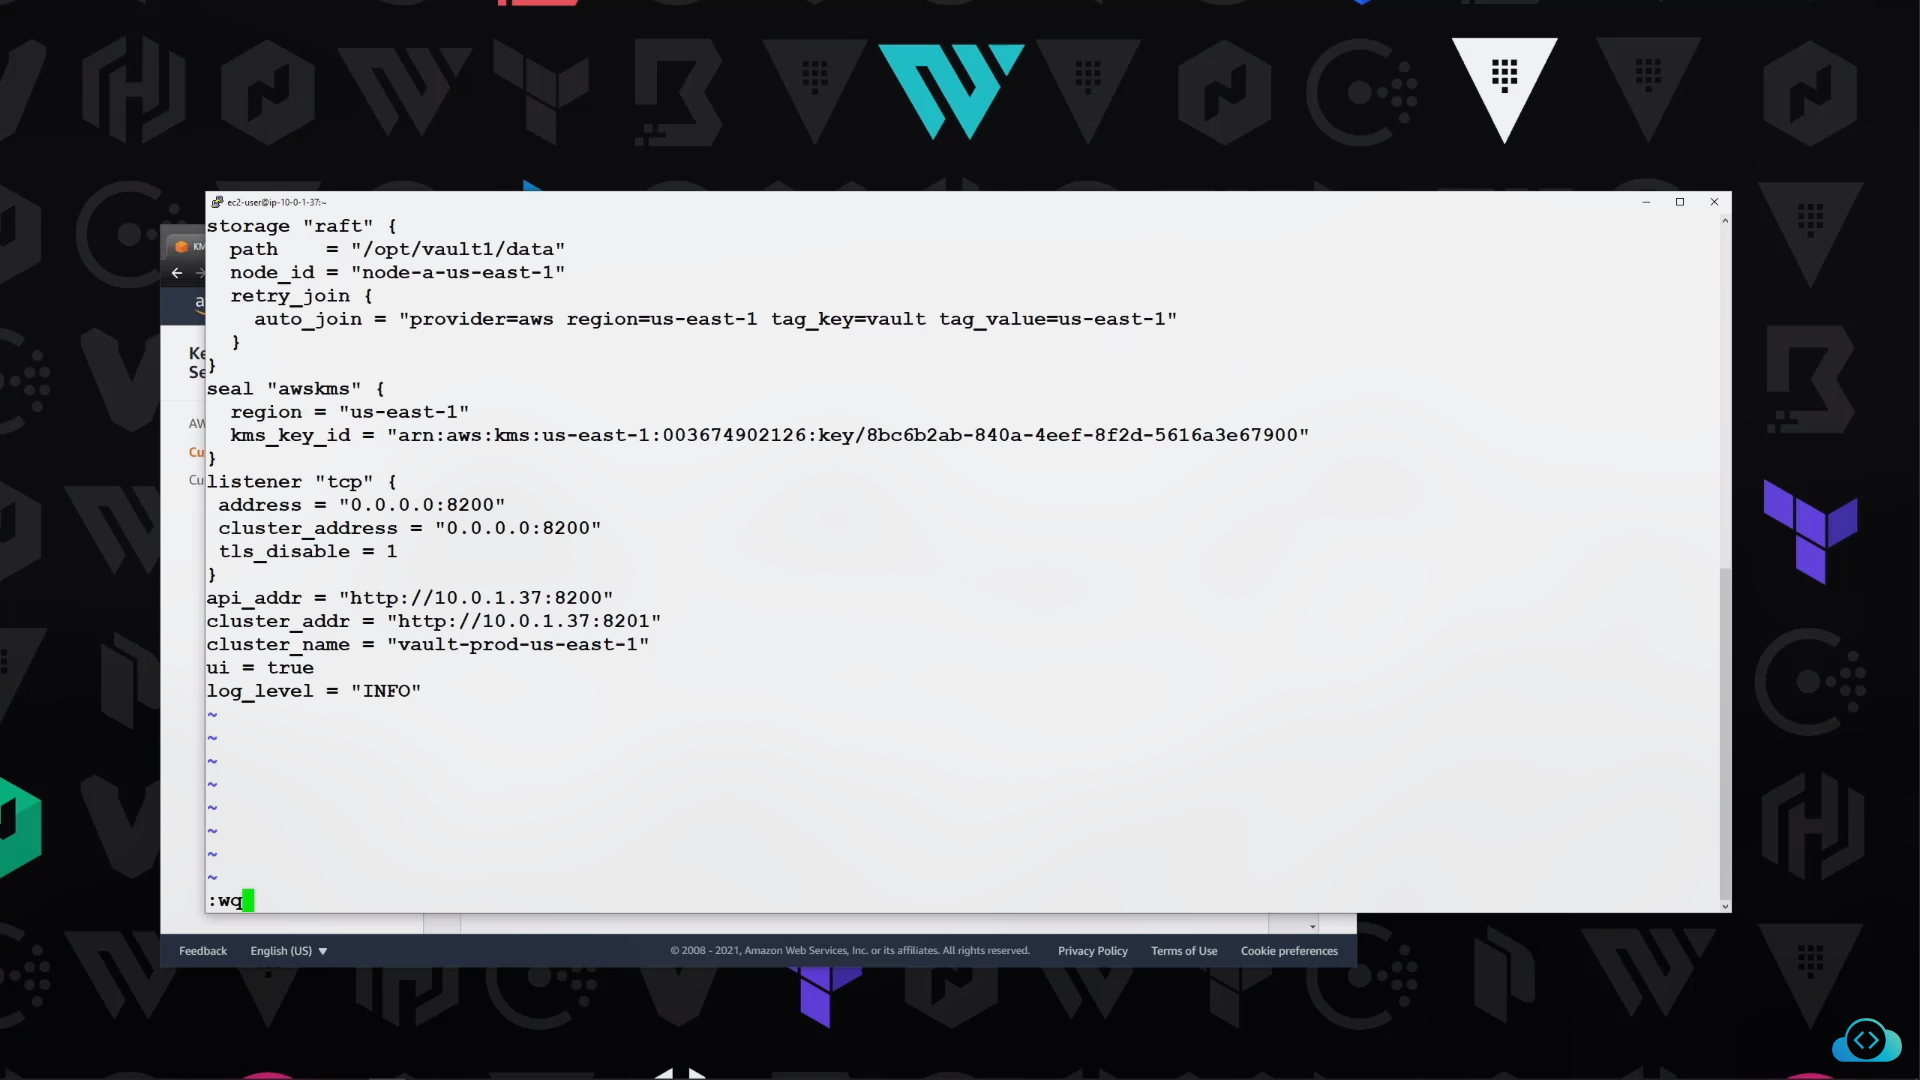 ec2-user@ip-10-0-1-37:~
storage "raft" {
  path    = "/opt/vault1/data"
  node_id = "node-a-us-east-1"
  retry_join {
    auto_join = "provider=aws region=us-east-1 tag_key=vault tag_value=us-east-1"
  }
}
seal "awskms" {
  region = "us-east-1"
  kms_key_id = "arn:aws:kms:us-east-1:003674902126:key/8bc6b2ab-840a-4eef-8f2d-5616a3e67900"
}
listener "tcp" {
 address = "0.0.0.0:8200"
 cluster_address = "0.0.0.0:8200"
 tls_disable = 1
}
api_addr = "http://10.0.1.37:8200"
cluster_addr = "http://10.0.1.37:8201"
cluster_name = "vault-prod-us-east-1"
ui = true
log_level = "INFO"
~
~
~
~
~
~
~
~
:wq
Feedback English (US) © 2008 - 2021, Amazon Web Services, Inc. or its affiliates. All rights reserved. Privacy Policy Terms of Use Cookie preferences